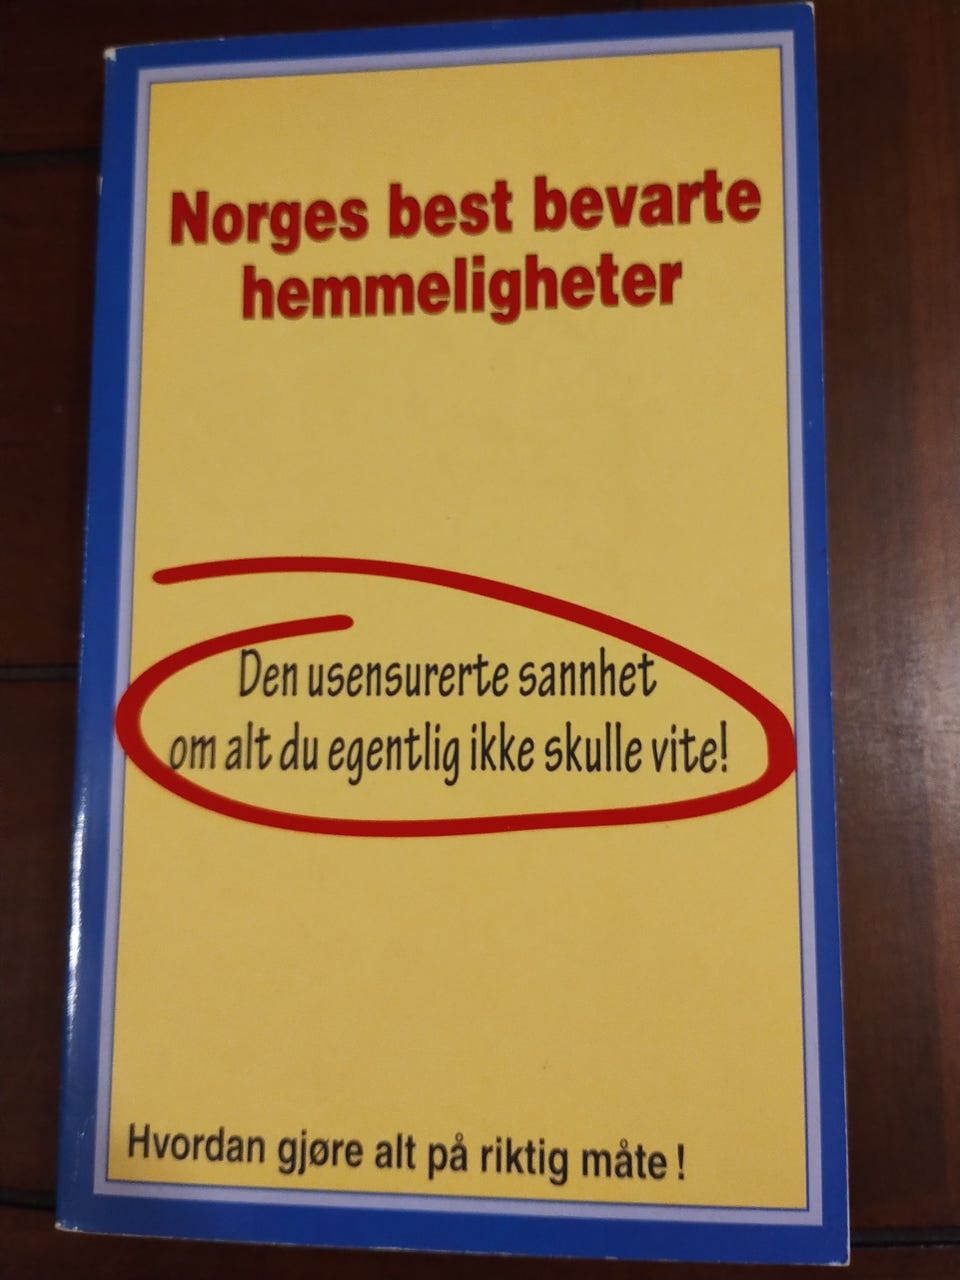 Norges best bevarte
hemmeligheter
Den usensurerte sannhet
om alt du egentlig ikke skulle vite!
Hvordan gjøre alt på riktig måte !